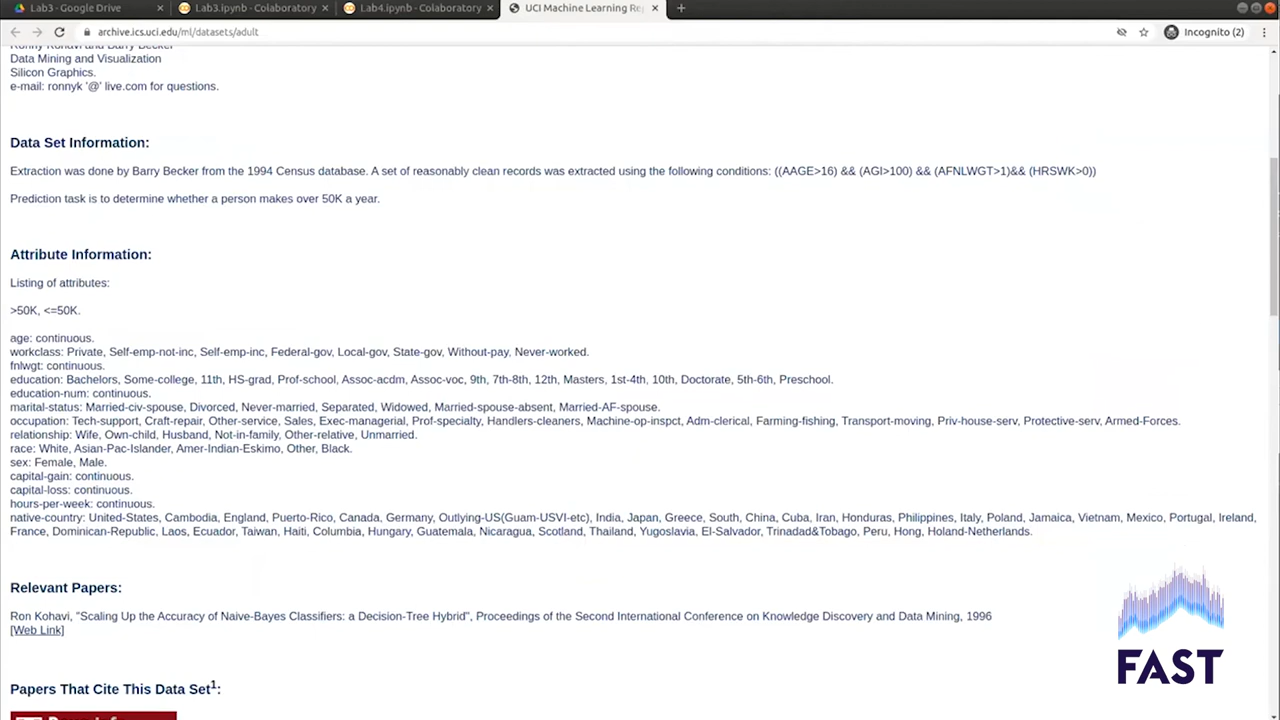 Lab3 - Google Drive
Lab3.ipynb - Colaboratory
Lab4.ipynb - Colaboratory
UCI Machine Learning Re
archive.ics.uci.edu/ml/datasets/adult
Incognito (2)
Ronny Kohavi and Barry Becker
Data Mining and Visualization
Silicon Graphics.
e-mail: ronnyk '@' live.com for questions.
Data Set Information:
Extraction was done by Barry Becker from the 1994 Census database. A set of reasonably clean records was extracted using the following conditions: ((AAGE>16) && (AGI>100) && (AFNLWGT>1)&& (HRSWK>0))
Prediction task is to determine whether a person makes over 50K a year.
Attribute Information:
Listing of attributes:
>50K, <=50K.
age: continuous.
workclass: Private, Self-emp-not-inc, Self-emp-inc, Federal-gov, Local-gov, State-gov, Without-pay, Never-worked.
fnlwgt: continuous.
education: Bachelors, Some-college, 11th, HS-grad, Prof-school, Assoc-acdm, Assoc-voc, 9th, 7th-8th, 12th, Masters, 1st-4th, 10th, Doctorate, 5th-6th, Preschool.
education-num: continuous.
marital-status: Married-civ-spouse, Divorced, Never-married, Separated, Widowed, Married-spouse-absent, Married-AF-spouse.
occupation: Tech-support, Craft-repair, Other-service, Sales, Exec-managerial, Prof-specialty, Handlers-cleaners, Machine-op-inspct, Adm-clerical, Farming-fishing, Transport-moving, Priv-house-serv, Protective-serv, Armed-Forces.
relationship: Wife, Own-child, Husband, Not-in-family, Other-relative, Unmarried.
race: White, Asian-Pac-Islander, Amer-Indian-Eskimo, Other, Black.
sex: Female, Male.
capital-gain: continuous.
capital-loss: continuous.
hours-per-week: continuous.
native-country: United-States, Cambodia, England, Puerto-Rico, Canada, Germany, Outlying-US(Guam-USVI-etc), India, Japan, Greece, South, China, Cuba, Iran, Honduras, Philippines, Italy, Poland, Jamaica, Vietnam, Mexico, Portugal, Ireland,
France, Dominican-Republic, Laos, Ecuador, Taiwan, Haiti, Columbia, Hungary, Guatemala, Nicaragua, Scotland, Thailand, Yugoslavia, El-Salvador, Trinadad&Tobago, Peru, Hong, Holand-Netherlands.
Relevant Papers:
Ron Kohavi, "Scaling Up the Accuracy of Naive-Bayes Classifiers: a Decision-Tree Hybrid", Proceedings of the Second International Conference on Knowledge Discovery and Data Mining, 1996
[Web Link]
FAST
Papers That Cite This Data Set1: